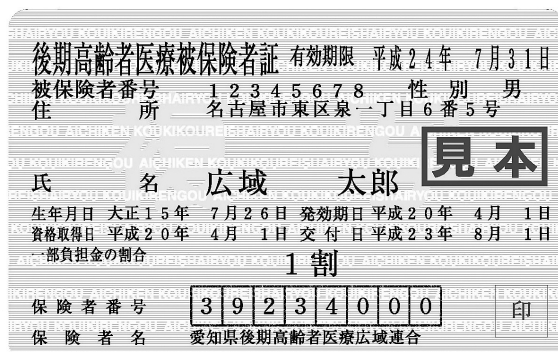 後期高齢者医療被保険者証 有効期限 平成24年 7月31日
被保険者番号 12345678 性別 男
住所 名古屋市東区泉一丁目6番5号
見本
氏名 広域 太郎
生年月日 大正15年 7月26日 発効期日 平成20年 4月 1日
資格取得日 平成20年 4月 1日 交付日 平成23年 8月 1日
一部負担金の割合
1割
保険者番号 39234000 印
保険者名 愛知県後期高齢者医療広域連合